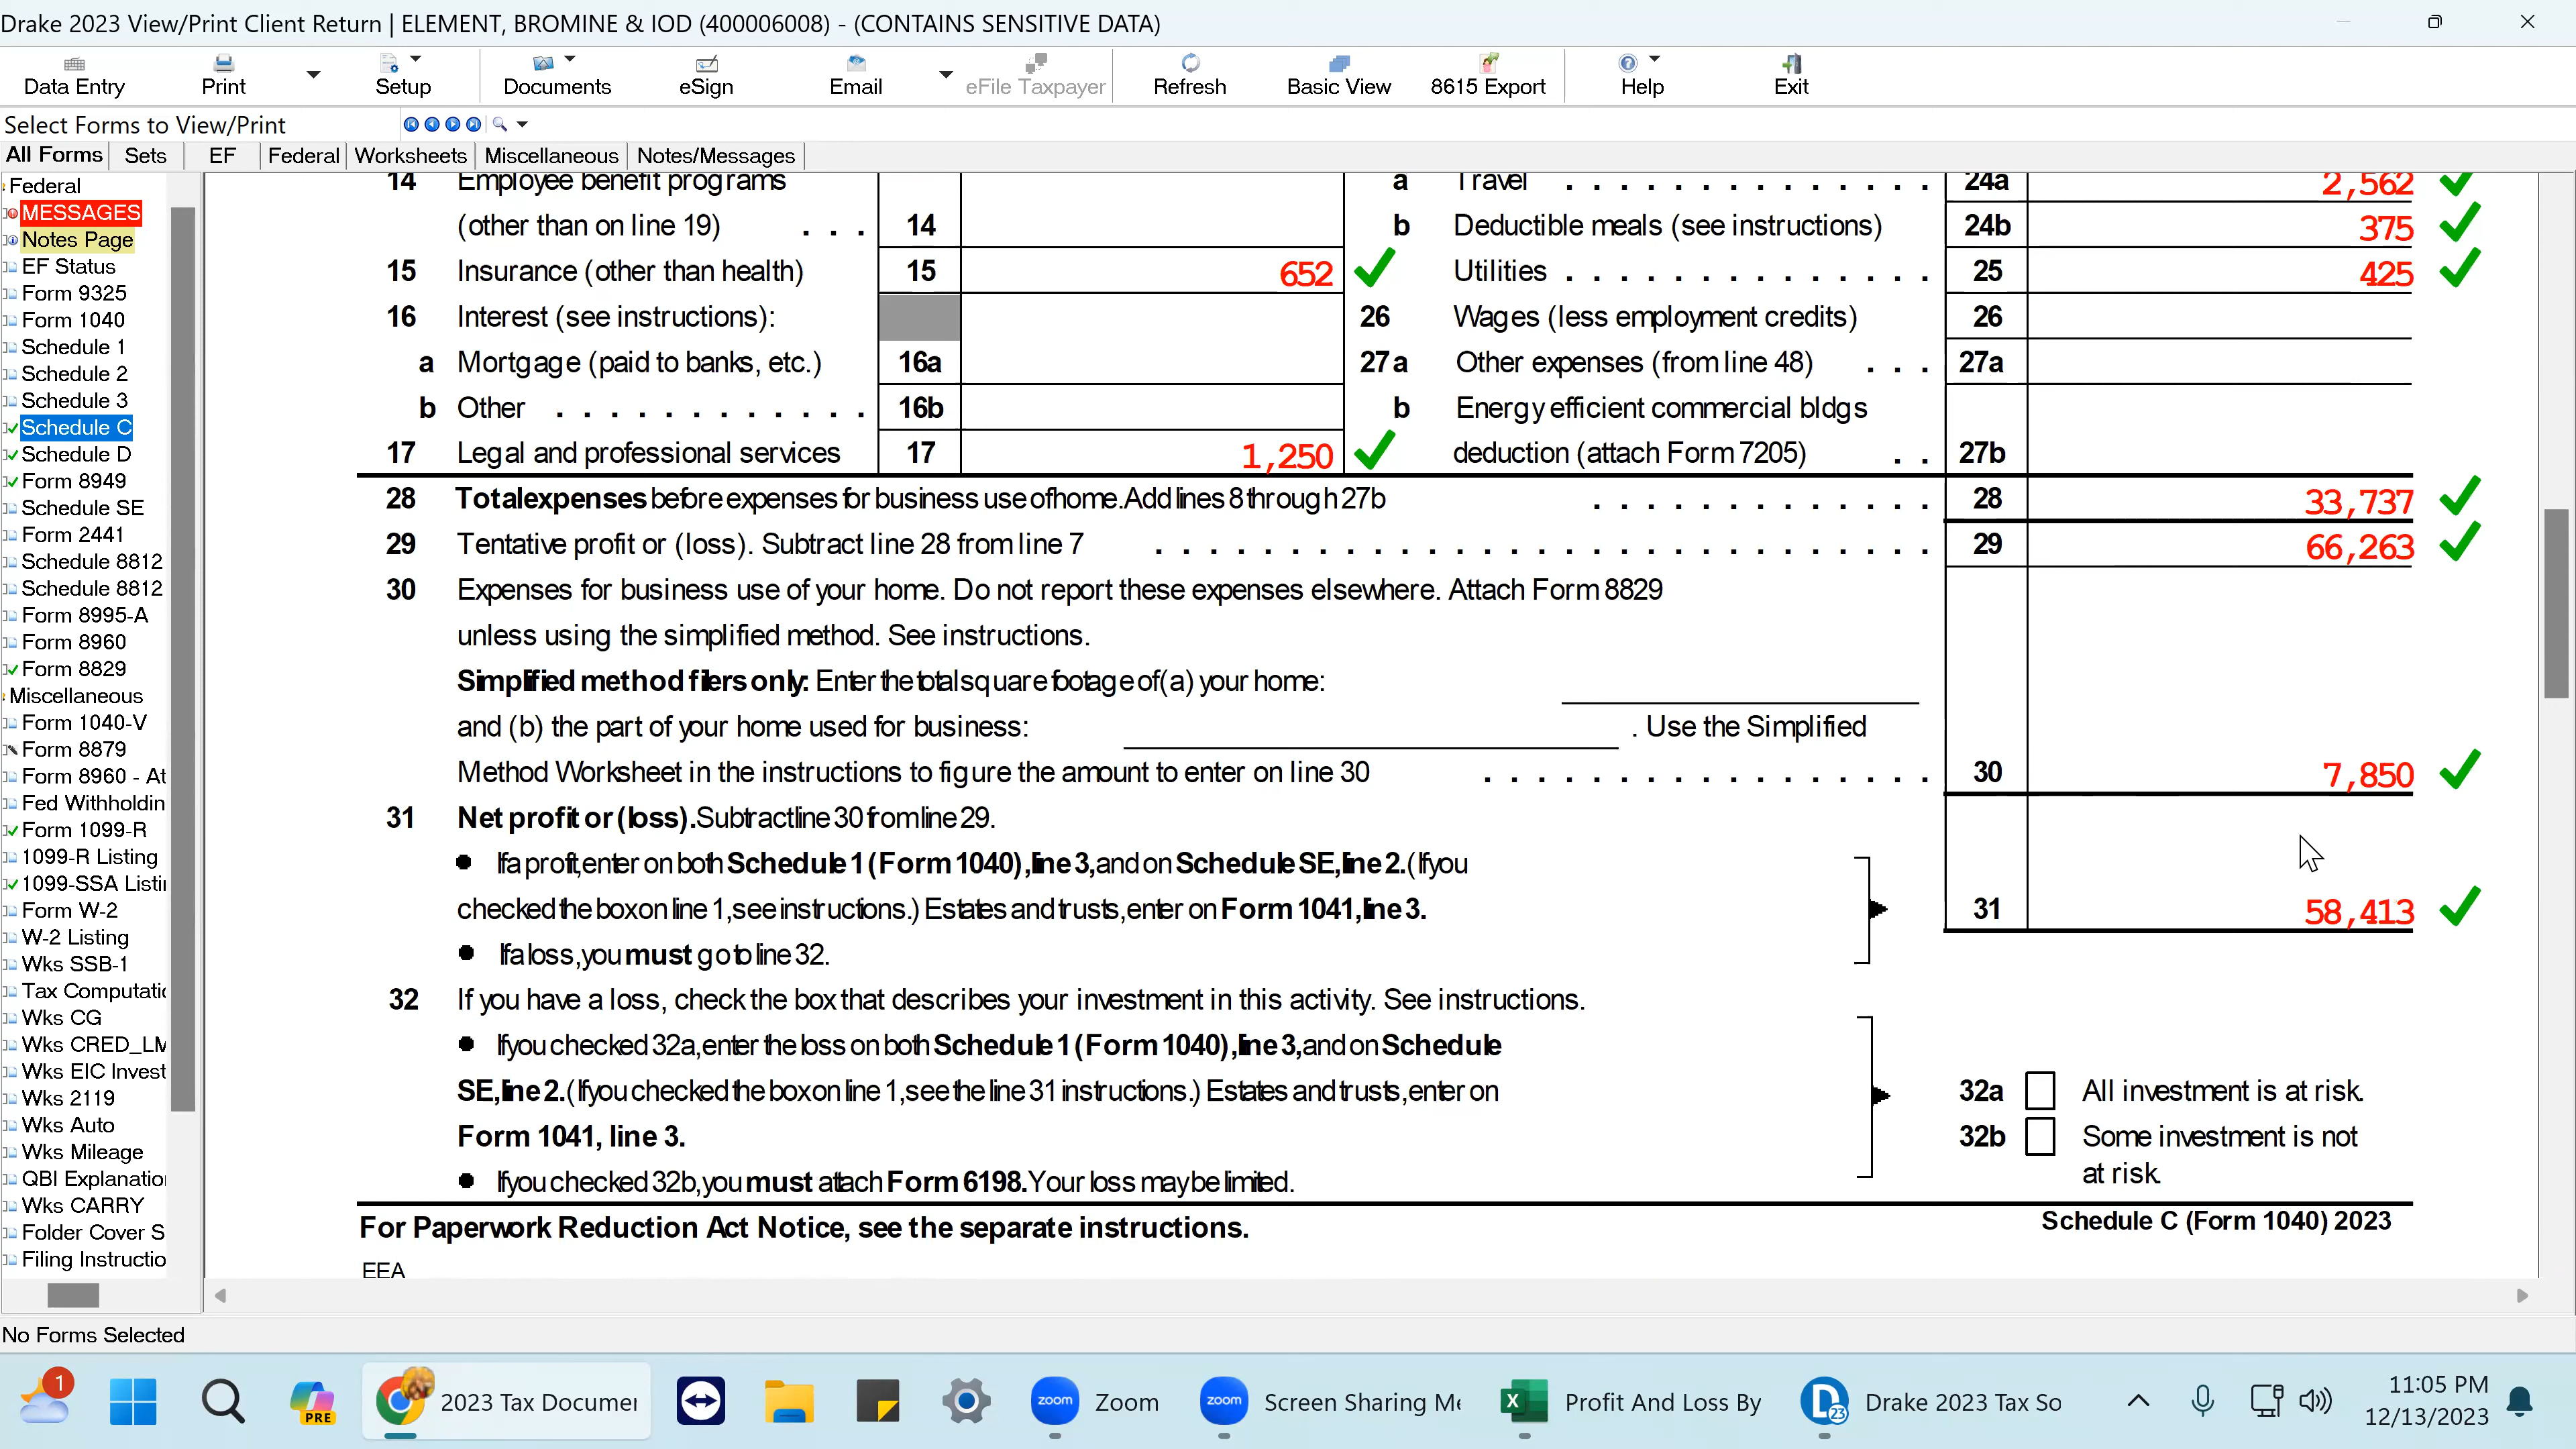 Drake 2023 View/Print Client Return | ELEMENT, BROMINE & IOD (400006008) - (CONTAINS SENSITIVE DATA)
Data Entry Print Setup Documents eSign Email eFile Taxpayer Refresh Basic View 8615 Export Help Exit
Select Forms to View/Print
All Forms Sets EF Federal Worksheets Miscellaneous Notes/Messages
Federal
MESSAGES
Notes Page
EF Status
Form 9325
Form 1040
Schedule 1
Schedule 2
Schedule 3
Schedule C
Schedule D
Form 8949
Schedule SE
Form 2441
Schedule 8812
Schedule 8812
Form 8995-A
Form 8960
Form 8829
Miscellaneous
Form 1040-V
Form 8879
Form 8960 - At
Fed Withholdin
Form 1099-R
1099-R Listing
1099-SSA Listi
Form W-2
W-2 Listing
Wks SSB-1
Tax Computati
Wks CG
Wks CRED_LM
Wks EIC Invest
Wks 2119
Wks Auto
Wks Mileage
QBI Explanatio
Wks CARRY
Folder Cover S
Filing Instructio
14 Employee benefit programs
(other than on line 19) . . . 14
15 Insurance (other than health) 15 652
16 Interest (see instructions):
a Mortgage (paid to banks, etc.) 16a
b Other . . . . . . . . . . . . 16b
17 Legal and professional services 17 1,250
a Travel . . . . . . . . . . . . . . 24a 2,562
b Deductible meals (see instructions) 24b 375
Utilities . . . . . . . . . . . . . . 25 425
26 Wages (less employment credits) 26
27a Other expenses (from line 48) . . . 27a
b Energy efficient commercial bldgs
deduction (attach Form 7205) . . 27b
28 Total expenses before expenses for business use of home. Add lines 8 through 27b . . . . . . . . . . . . . 28 33,737
29 Tentative profit or (loss). Subtract line 28 from line 7 . . . . . . . . . . . . . . . . . . . . . . . . . . . . . 29 66,263
30 Expenses for business use of your home. Do not report these expenses elsewhere. Attach Form 8829
unless using the simplified method. See instructions.
Simplified method filers only: Enter the total square footage of (a) your home:
and (b) the part of your home used for business: . Use the Simplified
Method Worksheet in the instructions to figure the amount to enter on line 30 . . . . . . . . . . . . . . . . . 30 7,850
31 Net profit or (loss). Subtract line 30 from line 29.
● If a profit, enter on both Schedule 1 (Form 1040), line 3, and on Schedule SE, line 2. (If you
checked the box on line 1, see instructions.) Estates and trusts, enter on Form 1041, line 3. 31 58,413
● If a loss, you must go to line 32.
32 If you have a loss, check the box that describes your investment in this activity. See instructions.
● If you checked 32a, enter the loss on both Schedule 1 (Form 1040), line 3, and on Schedule
SE, line 2. (If you checked the box on line 1, see the line 31 instructions.) Estates and trusts, enter on
Form 1041, line 3.
● If you checked 32b, you must attach Form 6198. Your loss may be limited.
32a All investment is at risk.
32b Some investment is not
at risk.
For Paperwork Reduction Act Notice, see the separate instructions. Schedule C (Form 1040) 2023
EEA
No Forms Selected
1
PRE
2023 Tax Documen
zoom Zoom
zoom Screen Sharing Me
Profit And Loss By
23 Drake 2023 Tax So
11:05 PM
12/13/2023